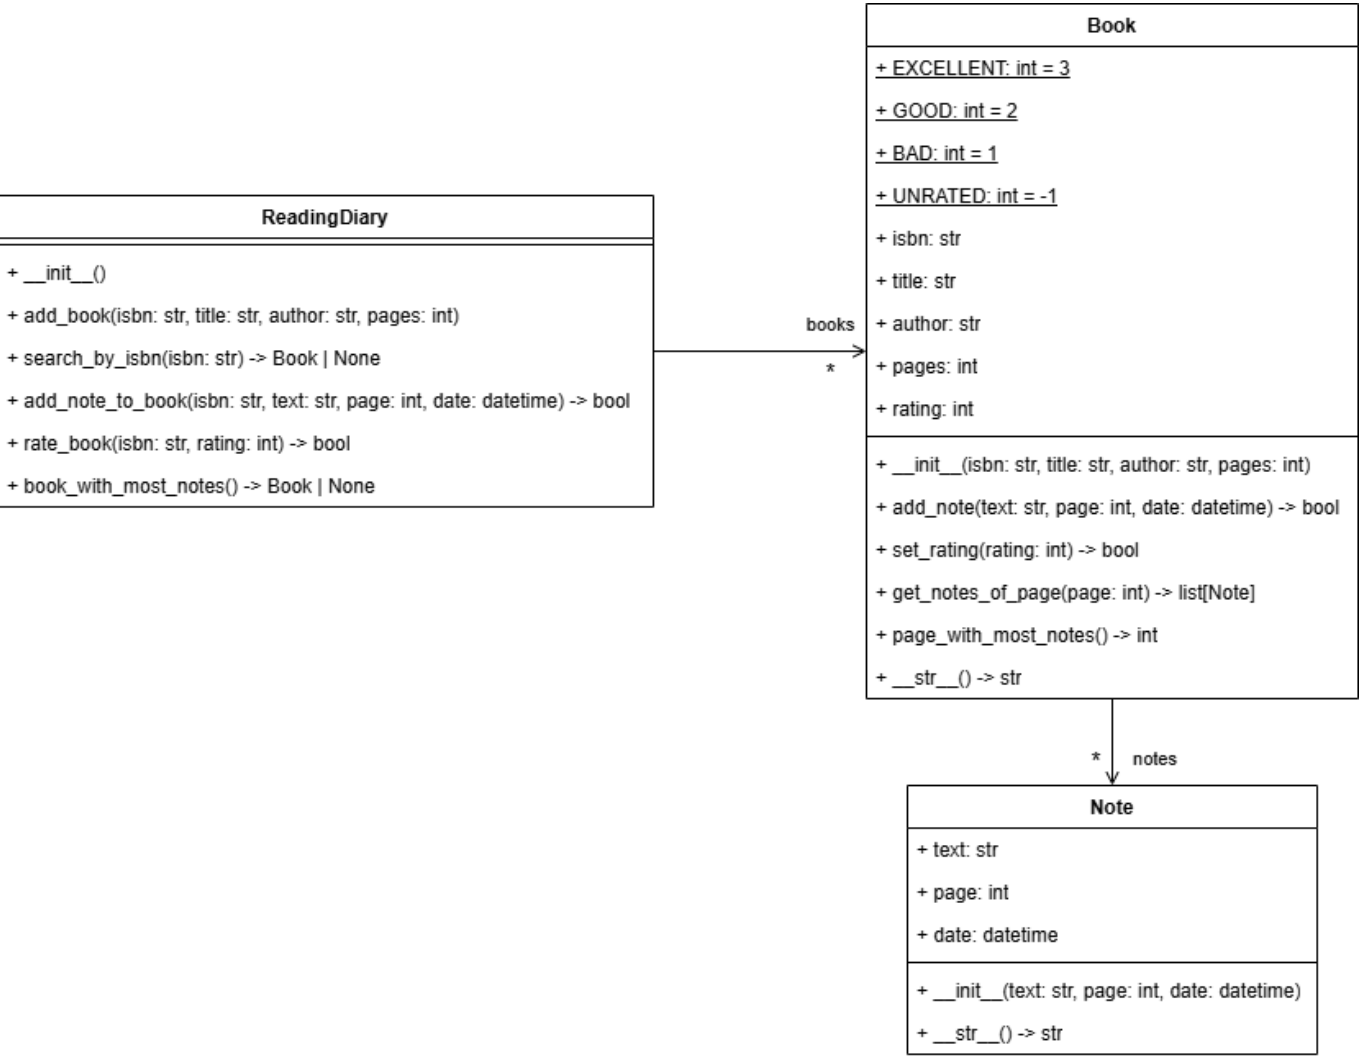 Book
+ EXCELLENT: int = 3
+ GOOD: int = 2
+ BAD: int = 1
+ UNRATED: int = -1
+ isbn: str
+ title: str
+ author: str
+ pages: int
+ rating: int
+ __init__(isbn: str, title: str, author: str, pages: int)
+ add_note(text: str, page: int, date: datetime) -> bool
+ set_rating(rating: int) -> bool
+ get_notes_of_page(page: int) -> list[Note]
+ page_with_most_notes() -> int
+ __str__() -> str
ReadingDiary
+ __init__()
+ add_book(isbn: str, title: str, author: str, pages: int)
+ search_by_isbn(isbn: str) -> Book | None
+ add_note_to_book(isbn: str, text: str, page: int, date: datetime) -> bool
+ rate_book(isbn: str, rating: int) -> bool
+ book_with_most_notes() -> Book | None
books
*
* notes
Note
+ text: str
+ page: int
+ date: datetime
+ __init__(text: str, page: int, date: datetime)
+ __str__() -> str